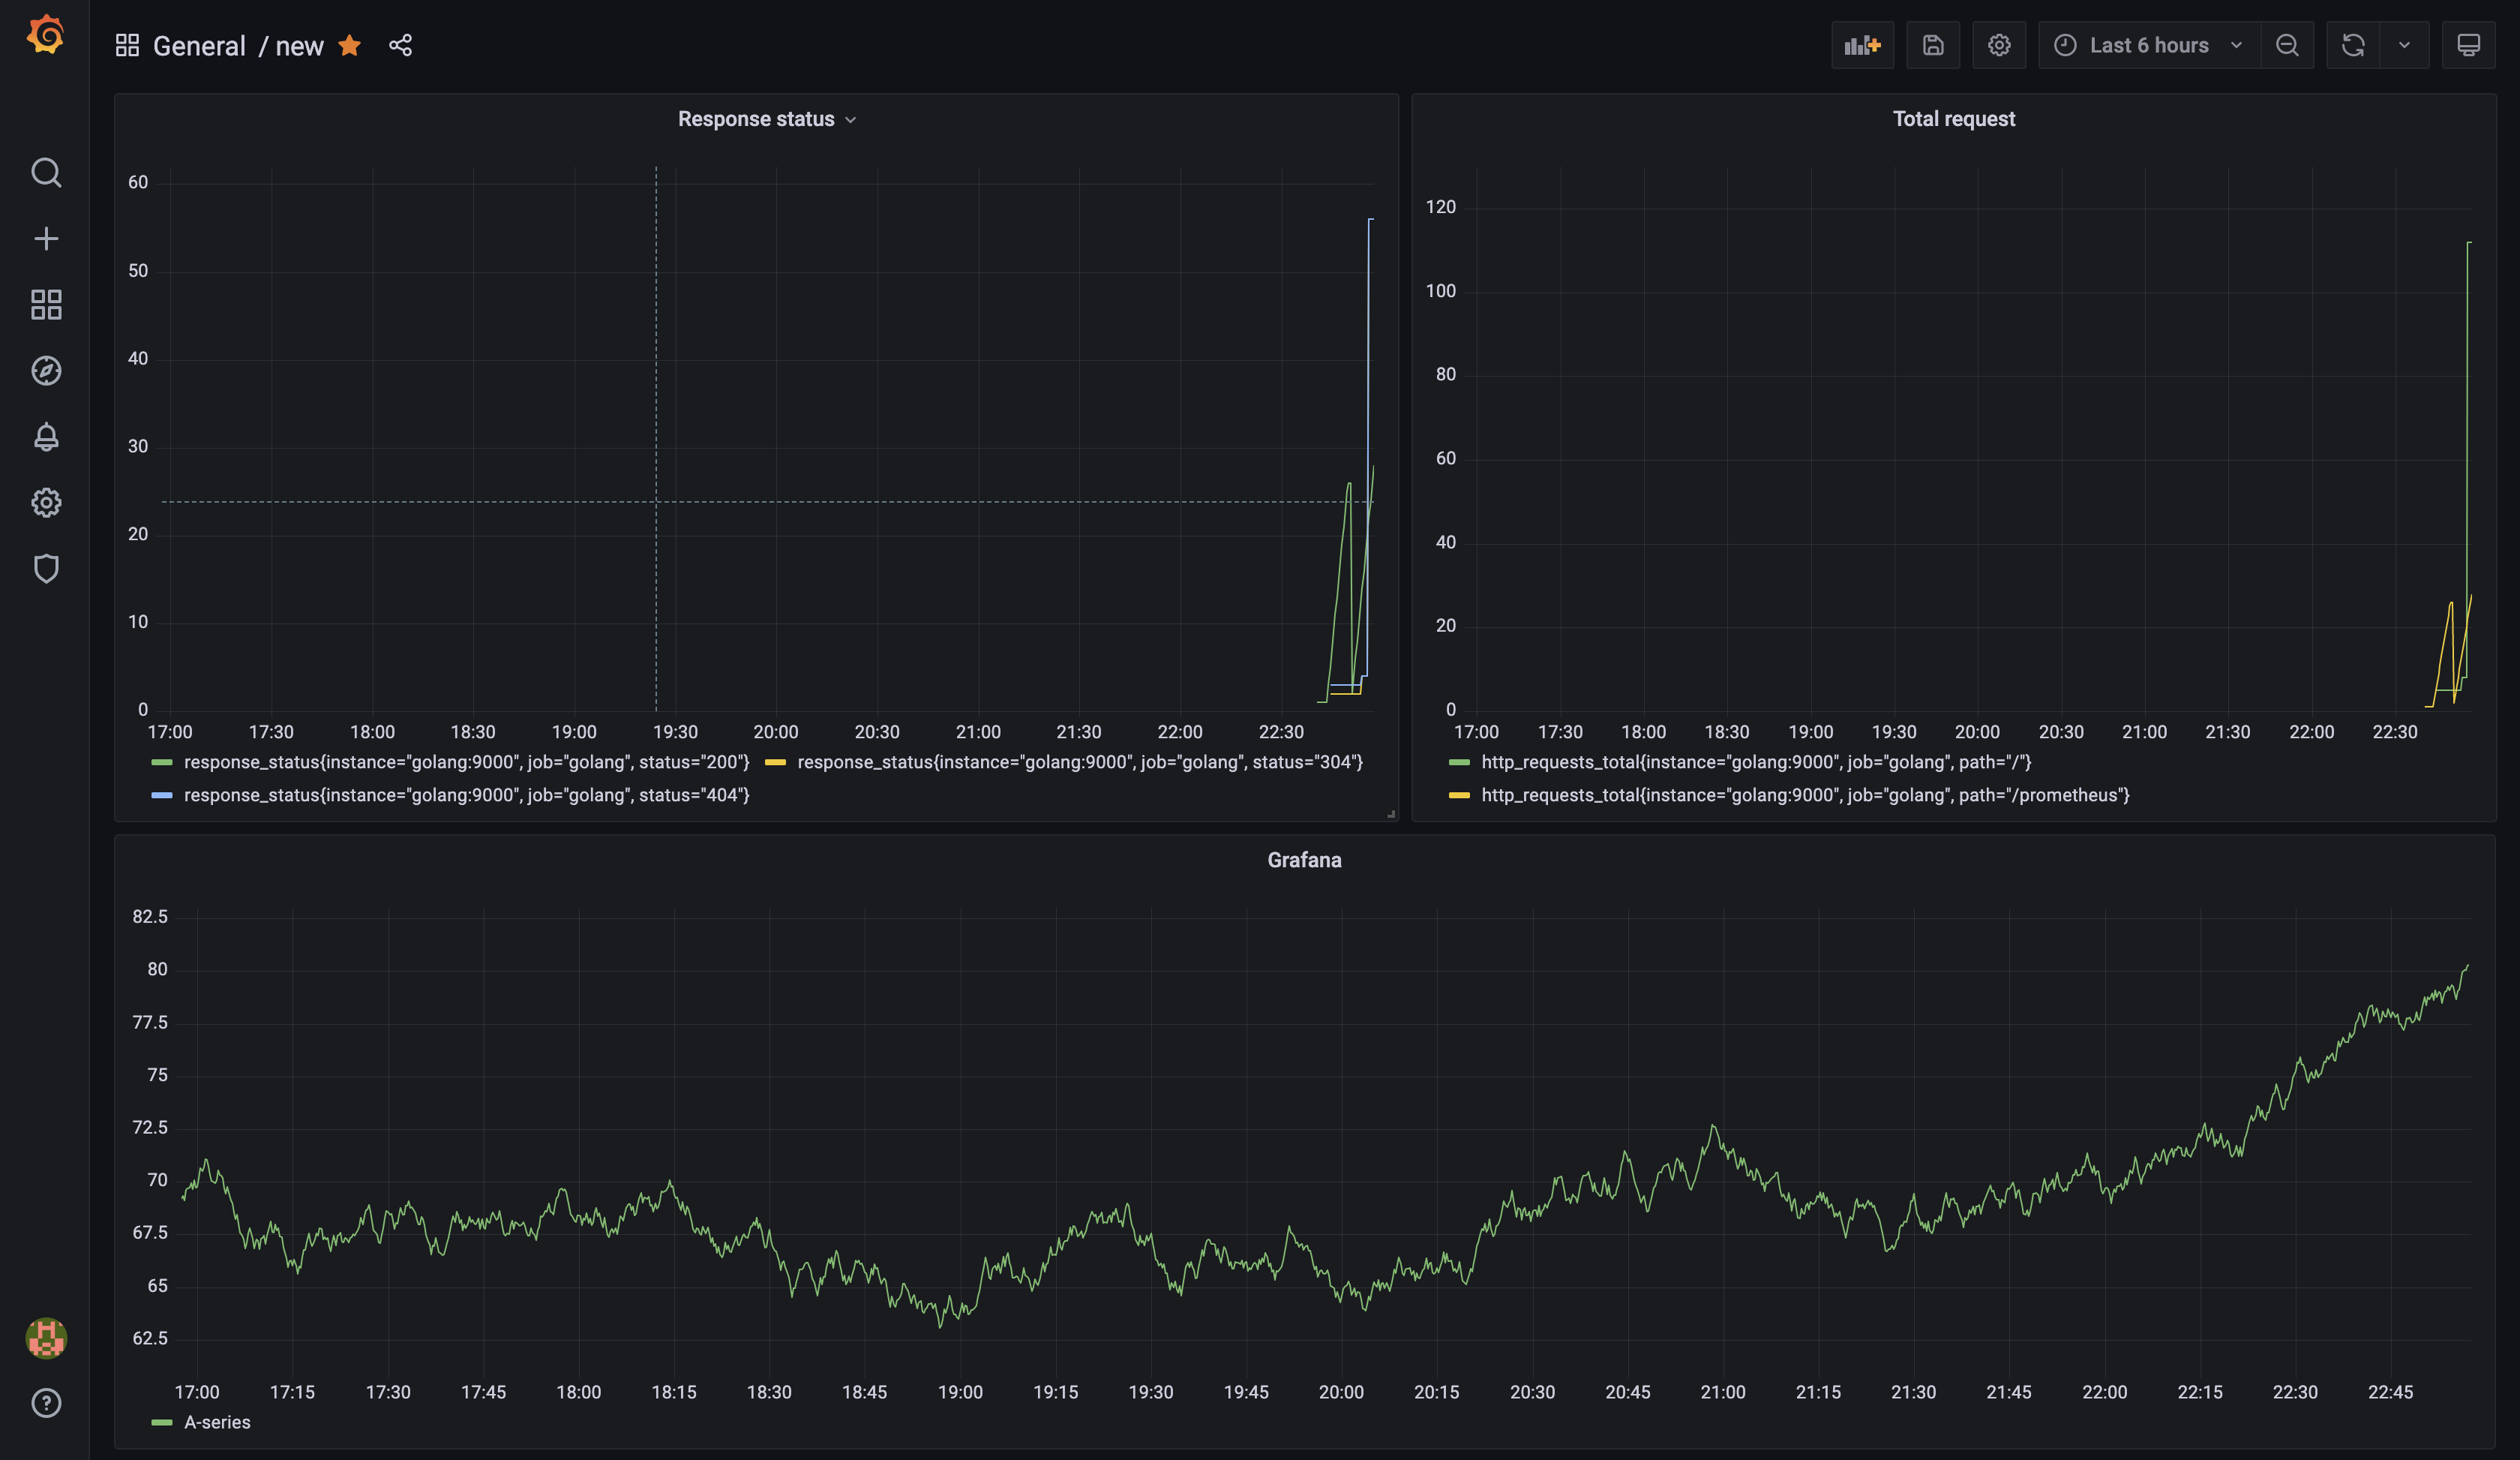 General / new
Last 6 hours
Response status
60
50
40
30
20
10
0
17:00 17:30 18:00 18:30 19:00 19:30 20:00 20:30 21:00 21:30 22:00 22:30
response_status{instance="golang:9000", job="golang", status="200"} response_status{instance="golang:9000", job="golang", status="304"}
response_status{instance="golang:9000", job="golang", status="404"}
Total request
120
100
80
60
40
20
0
17:00 17:30 18:00 18:30 19:00 19:30 20:00 20:30 21:00 21:30 22:00 22:30
http_requests_total{instance="golang:9000", job="golang", path="/"}
http_requests_total{instance="golang:9000", job="golang", path="/prometheus"}
Grafana
82.5
80
77.5
75
72.5
70
67.5
65
62.5
17:00 17:15 17:30 17:45 18:00 18:15 18:30 18:45 19:00 19:15 19:30 19:45 20:00 20:15 20:30 20:45 21:00 21:15 21:30 21:45 22:00 22:15 22:30 22:45
A-series